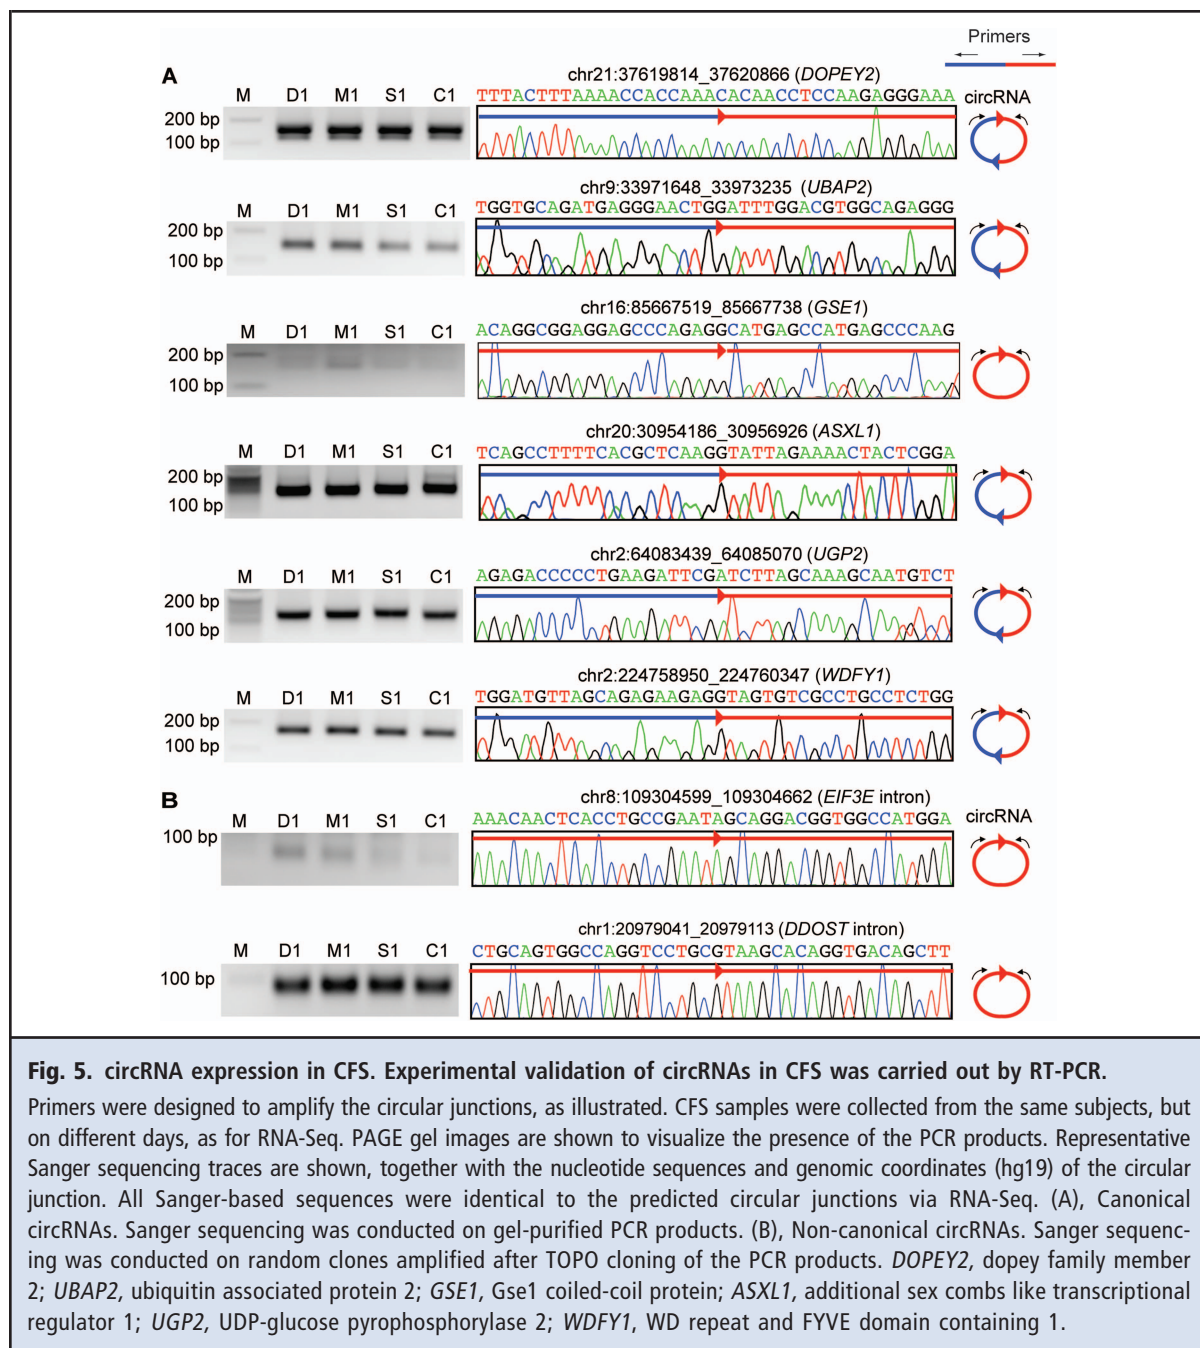 Primers
A
chr21:37619814_37620866 (DOPEY2)
M D1 M1 S1 C1
TTTACTTTAAAACCACCAAACACAACCTCCAAGAGGGAAA
circRNA
200 bp
100 bp
chr9:33971648_33973235 (UBAP2)
M D1 M1 S1 C1
TGGTGCAGATGAGGGAACTGGATTTGGACGTGGCAGAGGG
200 bp
100 bp
chr16:85667519_85667738 (GSE1)
M D1 M1 S1 C1
ACAGGCGGAGGAGCCCAGAGGCATGAGCCATGAGCCCAAG
200 bp
100 bp
chr20:30954186_30956926 (ASXL1)
M D1 M1 S1 C1
TCAGCCTTTTCACGCTCAAGGTATTAGAAAACTACTCGGA
200 bp
100 bp
chr2:64083439_64085070 (UGP2)
M D1 M1 S1 C1
AGAGACCCCCTGAAGATTCGATCTTAGCAAAGCAATGTCT
200 bp
100 bp
chr2:224758950_224760347 (WDFY1)
M D1 M1 S1 C1
TGGATGTTAGCAGAGAAGAGGTAGTGTCGCCTGCCTCTGG
200 bp
100 bp
B
chr8:109304599_109304662 (EIF3E intron)
M D1 M1 S1 C1
AAACAACTCACCTGCCGAATAGCAGGACGGTGGCCATGGA
circRNA
100 bp
chr1:20979041_20979113 (DDOST intron)
M D1 M1 S1 C1
CTGCAGTGGCCAGGTCCTGCGTAAGCACAGGTGACAGCTT
100 bp
Fig. 5. circRNA expression in CFS. Experimental validation of circRNAs in CFS was carried out by RT-PCR.
Primers were designed to amplify the circular junctions, as illustrated. CFS samples were collected from the same subjects, but
on different days, as for RNA-Seq. PAGE gel images are shown to visualize the presence of the PCR products. Representative
Sanger sequencing traces are shown, together with the nucleotide sequences and genomic coordinates (hg19) of the circular
junction. All Sanger-based sequences were identical to the predicted circular junctions via RNA-Seq. (A), Canonical
circRNAs. Sanger sequencing was conducted on gel-purified PCR products. (B), Non-canonical circRNAs. Sanger sequenc-
ing was conducted on random clones amplified after TOPO cloning of the PCR products. DOPEY2, dopey family member
2; UBAP2, ubiquitin associated protein 2; GSE1, Gse1 coiled-coil protein; ASXL1, additional sex combs like transcriptional
regulator 1; UGP2, UDP-glucose pyrophosphorylase 2; WDFY1, WD repeat and FYVE domain containing 1.